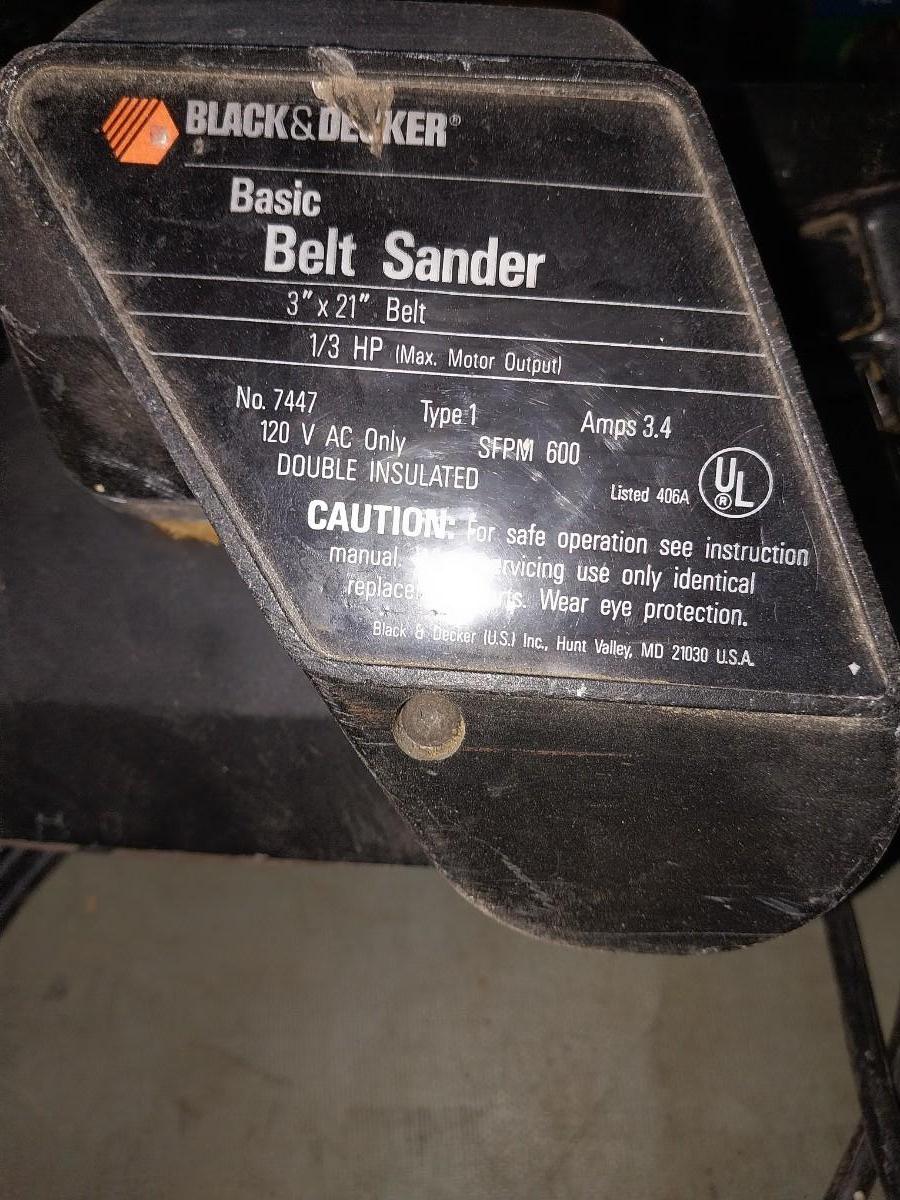 BLACK&DECKER®
Basic
Belt Sander
3" x 21" Belt
1/3 HP (Max. Motor Output)
No. 7447 Type 1 Amps 3.4
120 V AC Only SFPM 600
DOUBLE INSULATED
Listed 406A UL ®
CAUTION: For safe operation see instruction
manual. servicing use only identical
Wear eye protection.
Black & Decker (U.S.) Inc., Hunt Valley, MD 21030 U.S.A.